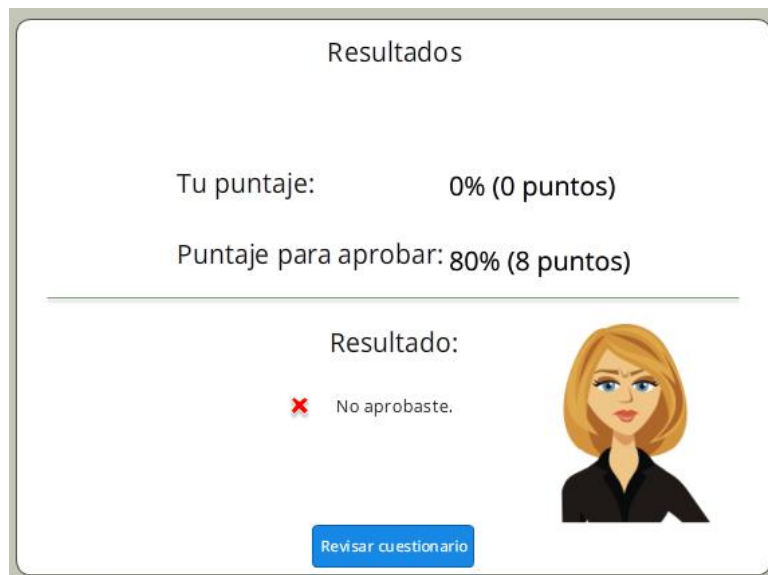 Resultados
Tu puntaje: 0% (0 puntos)
Puntaje para aprobar: 80% (8 puntos)
Resultado:
No aprobaste.
Revisar cuestionario